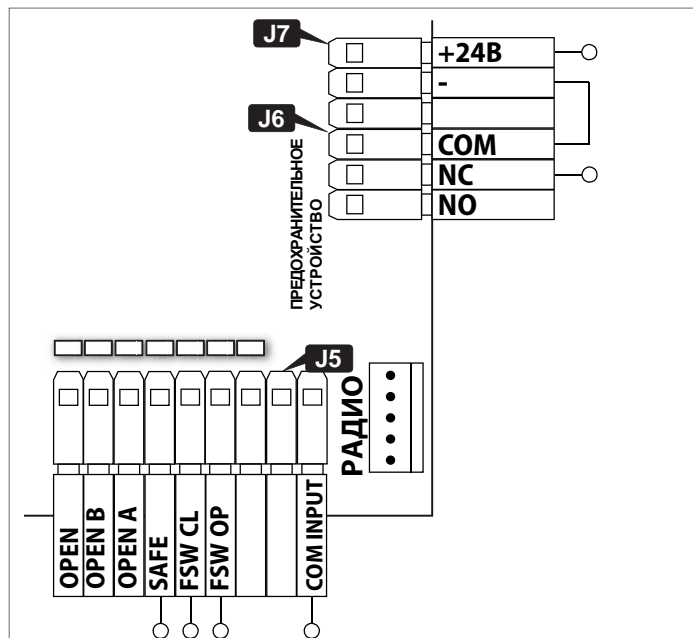 J7
+24В
-
J6
COM
NC
NO
ПРЕДОХРАНИТЕЛЬНОЕ
УСТРОЙСТВО
J5
РАДИО
OPEN
OPEN B
OPEN A
SAFE
FSW CL
FSW OP
COM INPUT